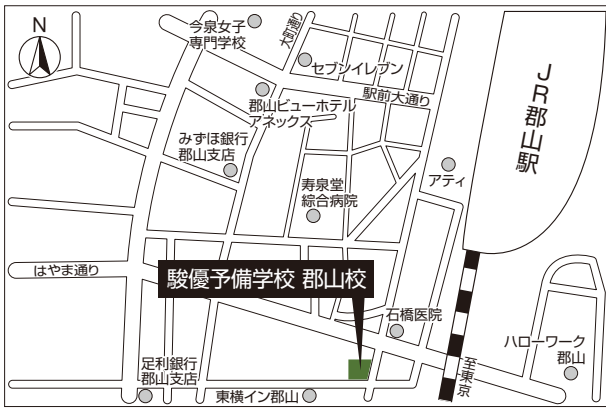 N
今泉女子
専門学校
大町通り
セブンイレブン
駅前大通り
郡山ビューホテル
アネックス
みずほ銀行
郡山支店
JR郡山駅
アティ
寿泉堂
綜合病院
はやま通り
駿優予備学校 郡山校
石橋医院
ハローワーク
郡山
至東京
足利銀行
郡山支店
東横イン郡山